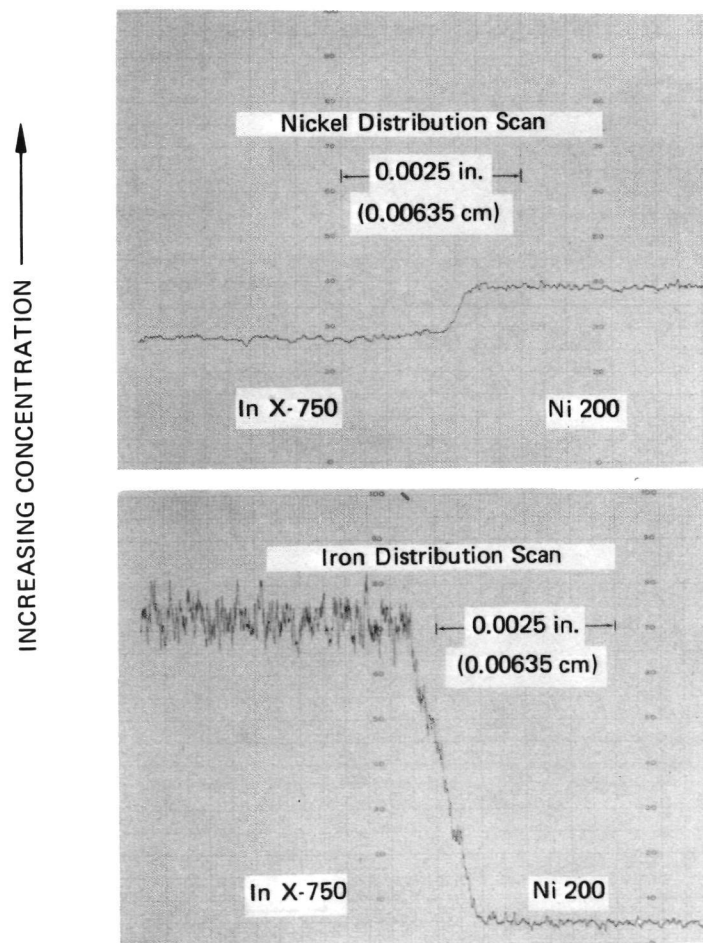 INCREASING CONCENTRATION
Nickel Distribution Scan
0.0025 in.
(0.00635 cm)
In X-750
Ni 200
Iron Distribution Scan
0.0025 in.
(0.00635 cm)
In X-750
Ni 200